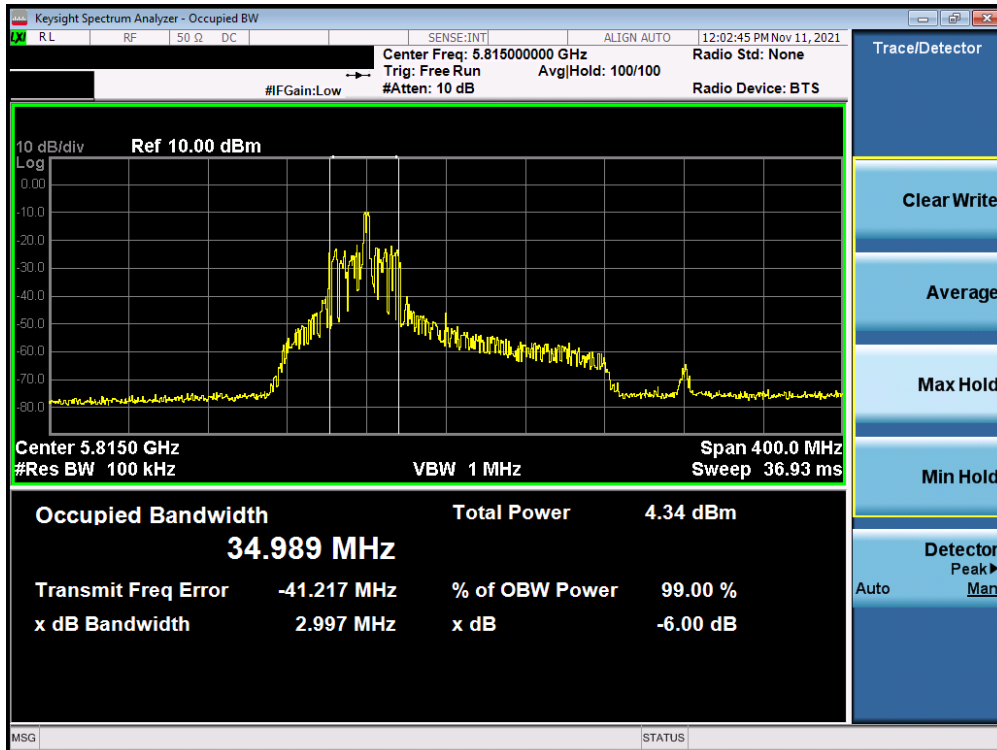 Keysight Spectrum Analyzer - Occupied BW
LXI RL RF 50 Ω DC SENSE:INT ALIGN AUTO 12:02:45 PM Nov 11, 2021
Center Freq: 5.815000000 GHz Radio Std: None
Trig: Free Run Avg|Hold: 100/100
#IFGain:Low #Atten: 10 dB Radio Device: BTS
Trace/Detector
10 dB/div Ref 10.00 dBm
Log
0.00
-10.0
-20.0
-30.0
-40.0
-50.0
-60.0
-70.0
-80.0
Center 5.8150 GHz Span 400.0 MHz
#Res BW 100 kHz VBW 1 MHz Sweep 36.93 ms
Occupied Bandwidth Total Power 4.34 dBm
34.989 MHz
Transmit Freq Error -41.217 MHz % of OBW Power 99.00 %
x dB Bandwidth 2.997 MHz x dB -6.00 dB
Clear Write
Average
Max Hold
Min Hold
Detector
Peak▶
Auto Man
MSG STATUS